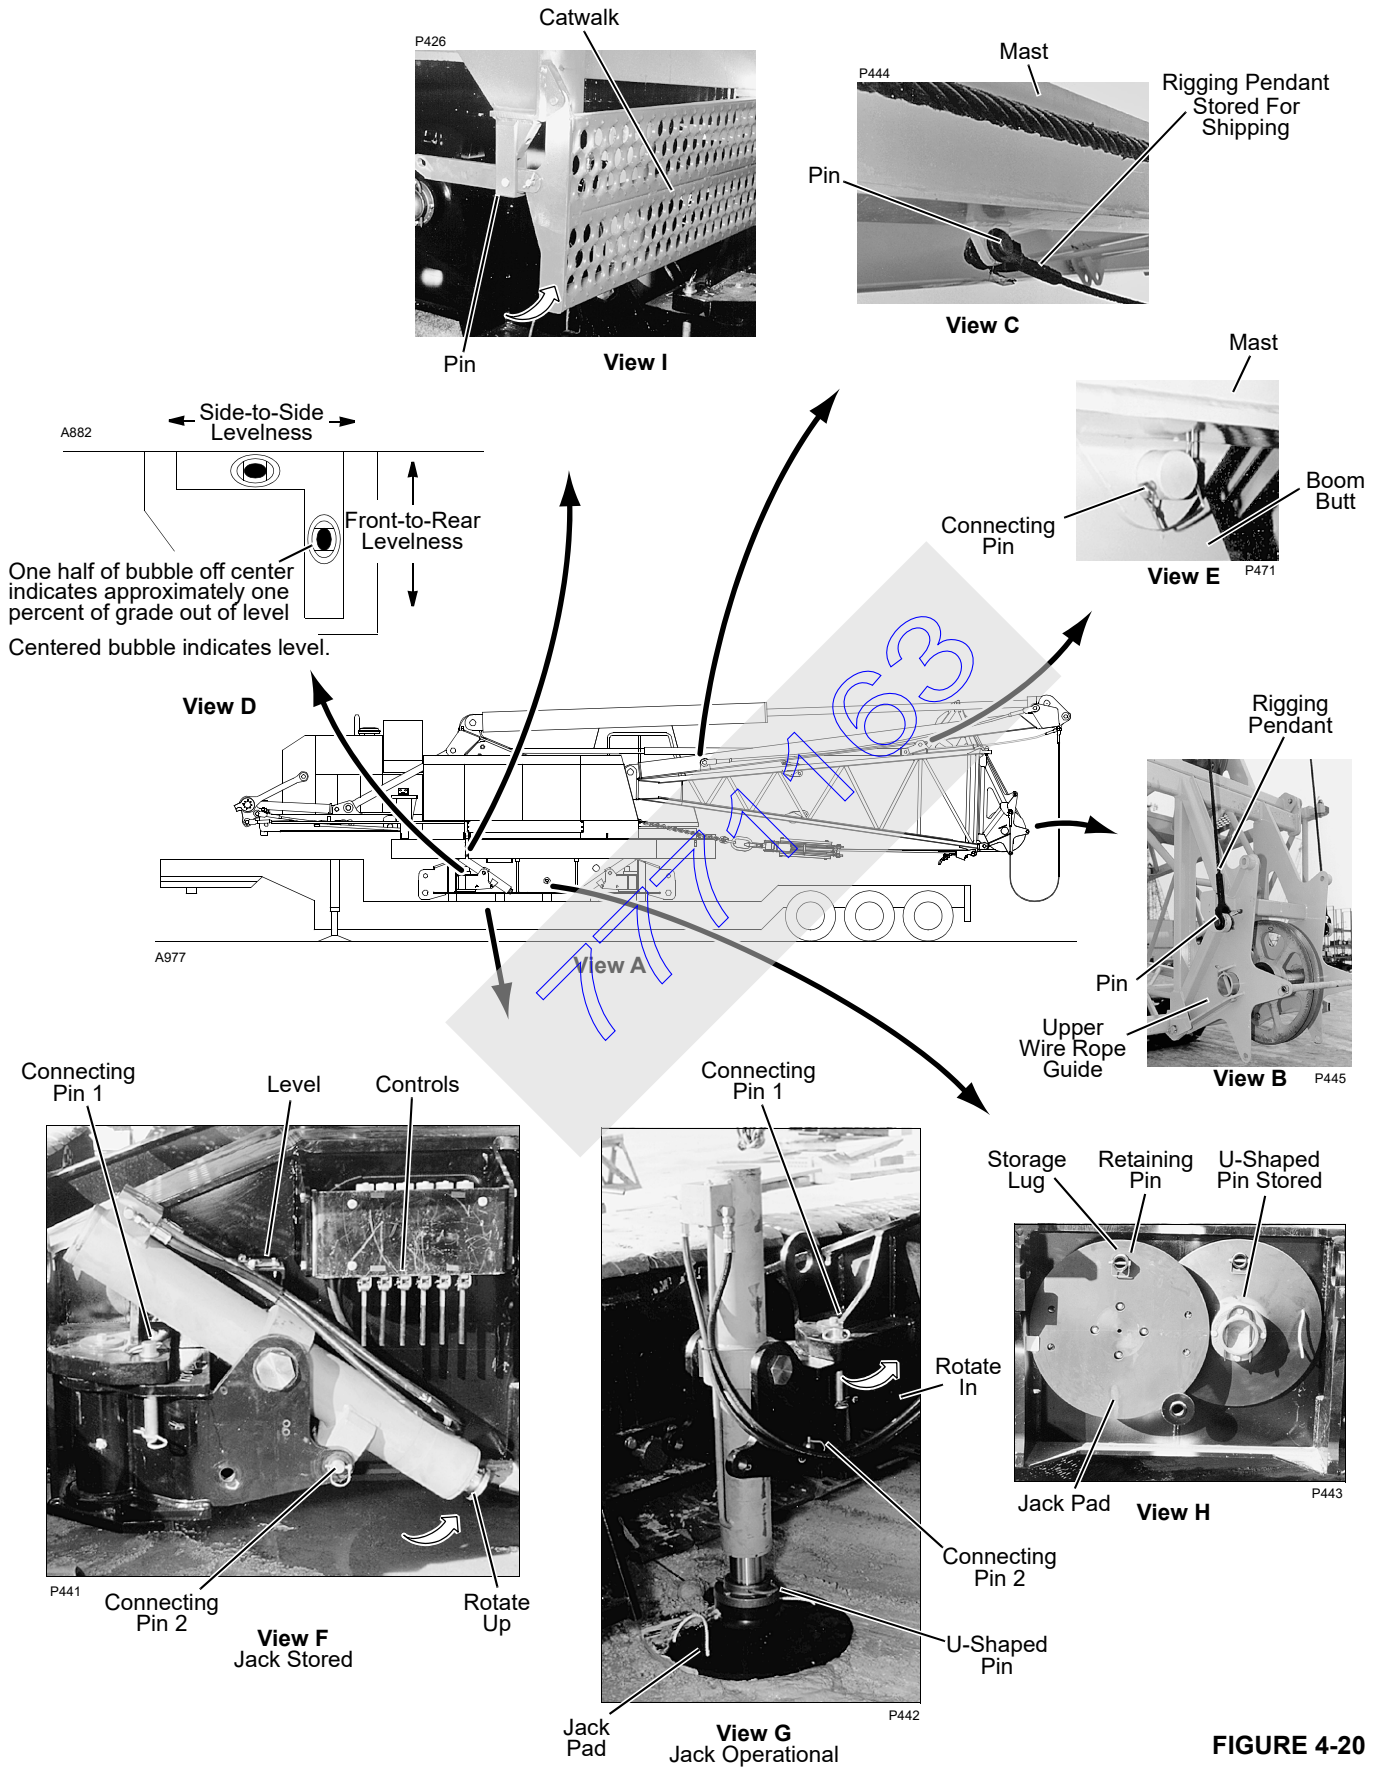 Catwalk
P426
Pin
View I
P444
Mast
Rigging Pendant
Stored For
Shipping
Pin
View C
Mast
Connecting
Pin
Boom
Butt
View E
P471
A882
Side-to-Side
Levelness
Front-to-Rear
Levelness
One half of bubble off center
indicates approximately one
percent of grade out of level
Centered bubble indicates level.
View D
Rigging
Pendant
Pin
Upper
Wire Rope
Guide
View B
P445
A977
View A
77-1163
Connecting
Pin 1
Level
Controls
P441
Connecting
Pin 2
Rotate
Up
View F
Jack Stored
Connecting
Pin 1
Rotate
In
Connecting
Pin 2
U-Shaped
Pin
Jack
Pad
P442
View G
Jack Operational
Storage
Lug
Retaining
Pin
U-Shaped
Pin Stored
Jack Pad
P443
View H
FIGURE 4-20